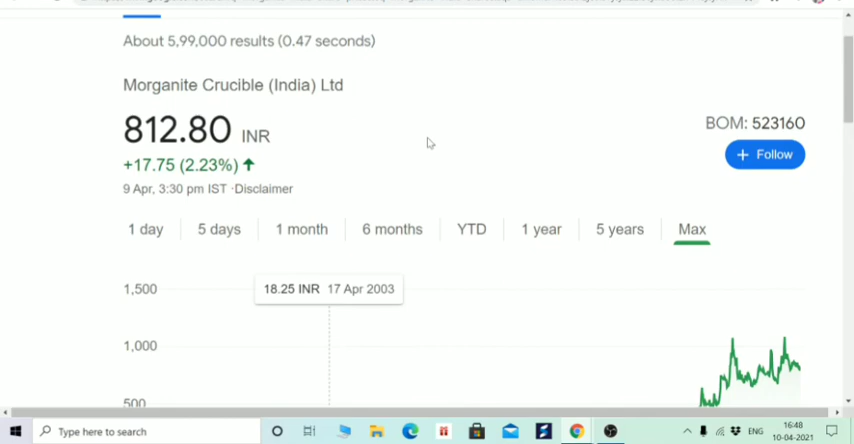 About 5,99,000 results (0.47 seconds)
Morganite Crucible (India) Ltd
812.80 INR
BOM: 523160
+17.75 (2.23%) ↑
+ Follow
9 Apr, 3:30 pm IST ·Disclaimer
1 day 5 days 1 month 6 months YTD 1 year 5 years Max
1,500
18.25 INR 17 Apr 2003
1,000
500
Type here to search
ENG
16:48
10-04-2021